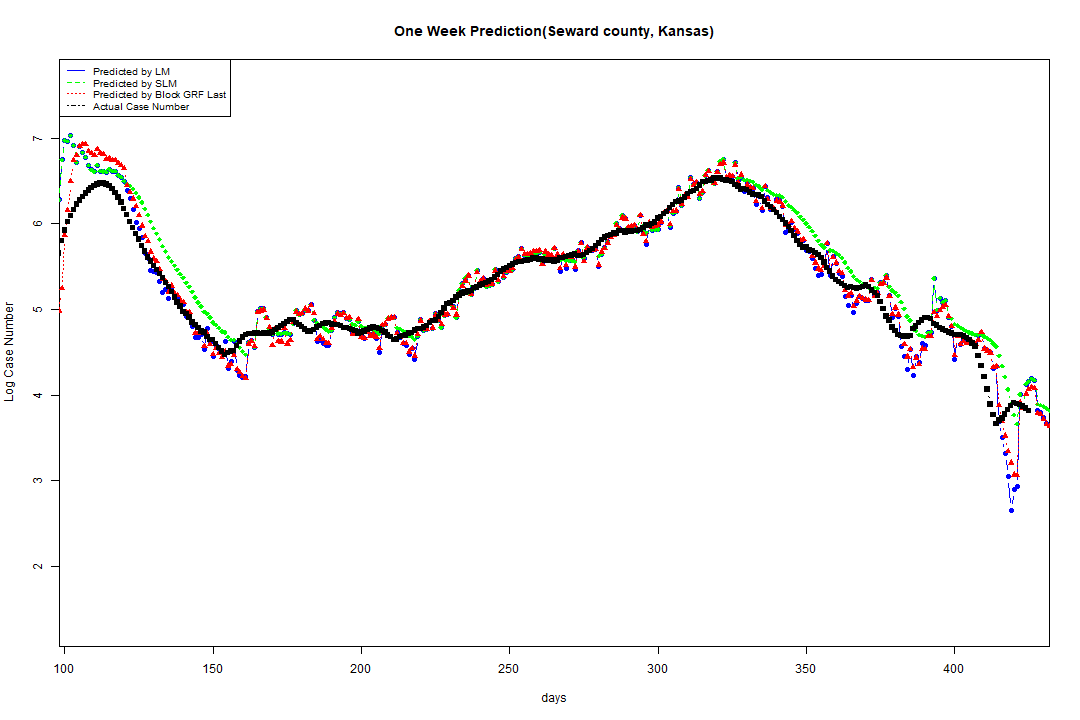 One Week Prediction(Seward county, Kansas)
Predicted by LM
Predicted by SLM
Predicted by Block GRF Last
Actual Case Number
7
6
5
4
3
2
Log Case Number
100 150 200 250 300 350 400
days